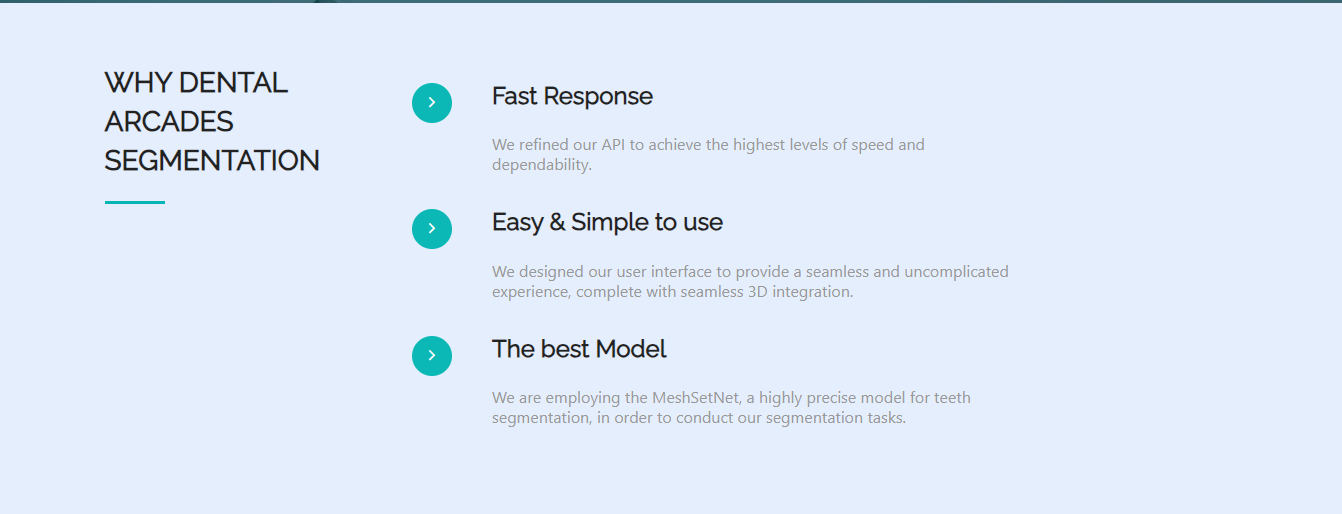 WHY DENTAL
ARCADES
SEGMENTATION
Fast Response
We refined our API to achieve the highest levels of speed and
dependability.
Easy & Simple to use
We designed our user interface to provide a seamless and uncomplicated
experience, complete with seamless 3D integration.
The best Model
We are employing the MeshSetNet, a highly precise model for teeth
segmentation, in order to conduct our segmentation tasks.